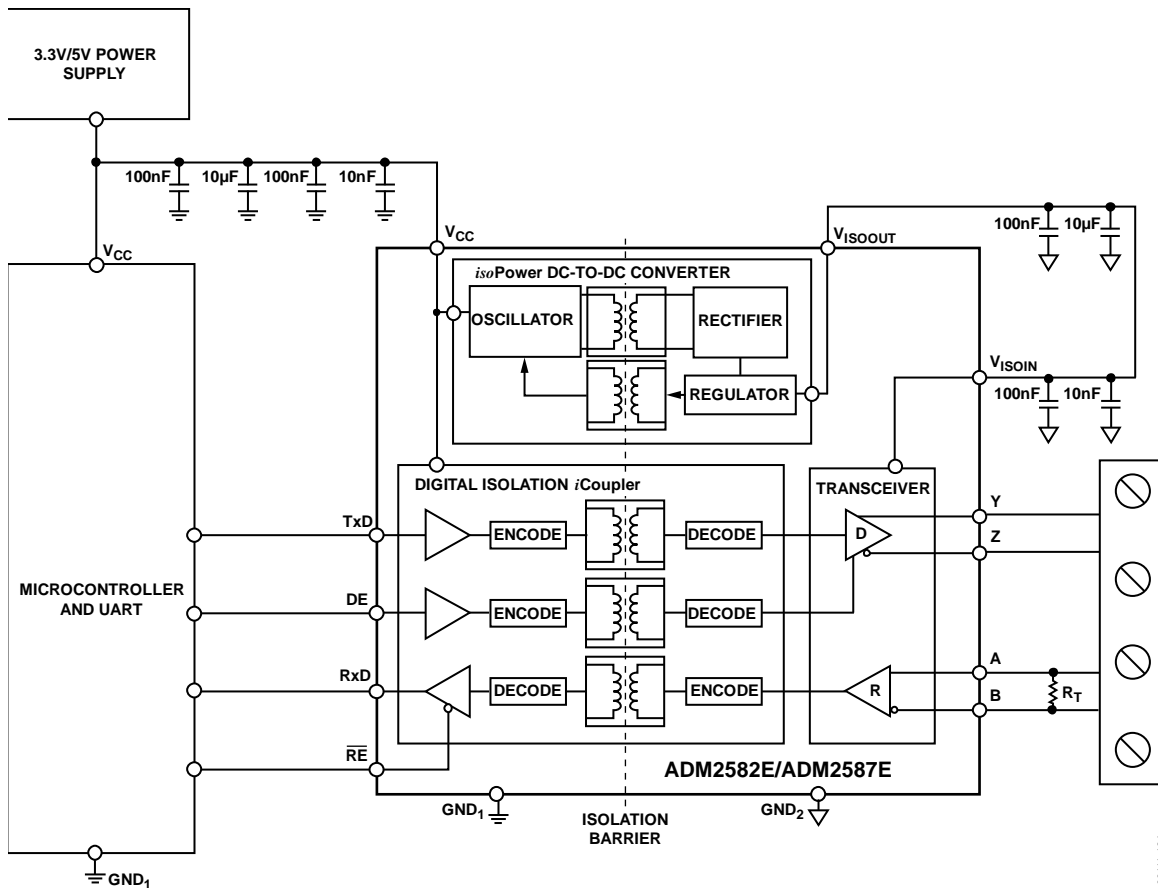 3.3V/5V POWER
SUPPLY
100nF
10µF
100nF
10nF
VCC
VCC
VISOOUT
100nF
10µF
isoPower DC-TO-DC CONVERTER
OSCILLATOR
RECTIFIER
REGULATOR
VISOIN
100nF
10nF
DIGITAL ISOLATION iCoupler
TRANSCEIVER
MICROCONTROLLER
AND UART
TxD
ENCODE
DECODE
D
Y
Z
DE
ENCODE
DECODE
RxD
DECODE
ENCODE
R
A
B
RT
RE
ADM2582E/ADM2587E
GND1
GND2
ISOLATION
BARRIER
GND1